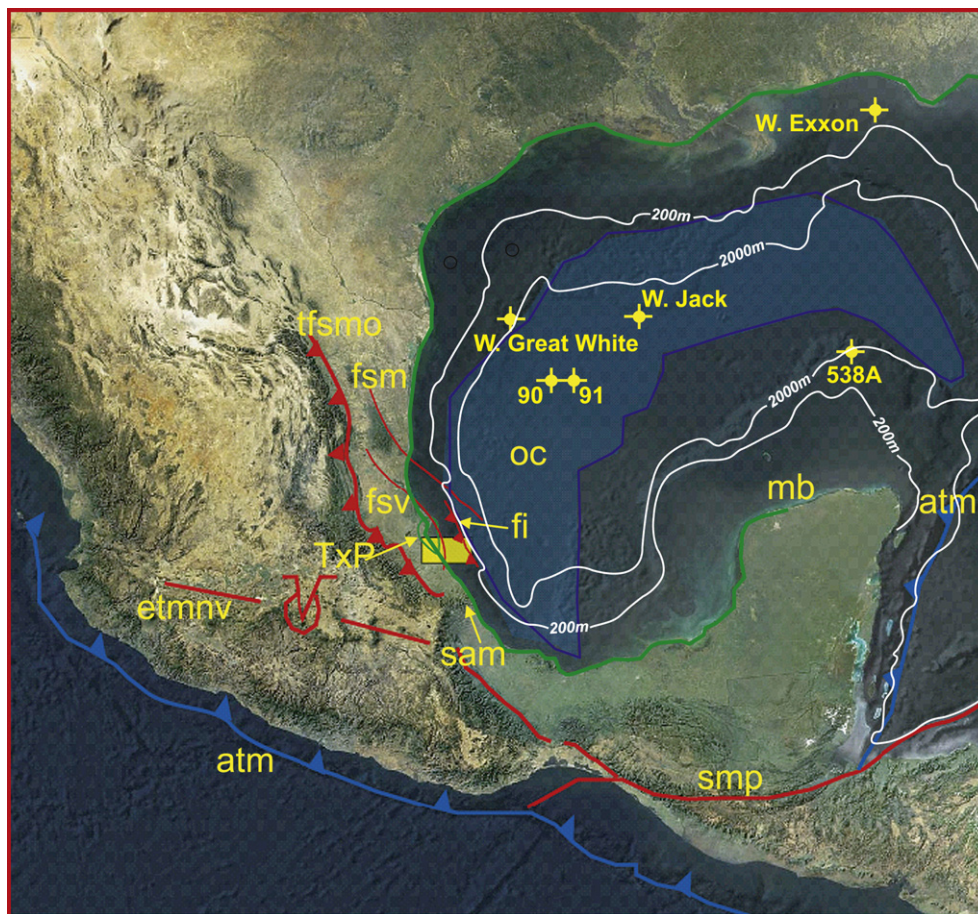 W. Exxon
200m
2000m
W. Jack
tfsmo
W. Great White
fsm
538A
90
91
2000m
oc
200m
mb
atm
fsv
fi
TxP
etmnv
V
200m
sam
atm
smp